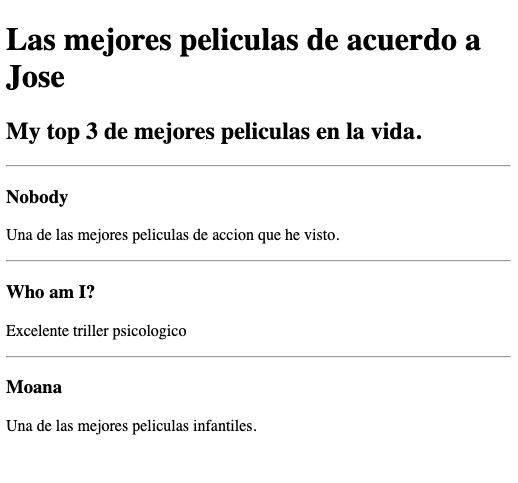 Las mejores peliculas de acuerdo a
Jose
My top 3 de mejores peliculas en la vida.
Nobody
Una de las mejores peliculas de accion que he visto.
Who am I?
Excelente triller psicologico
Moana
Una de las mejores peliculas infantiles.